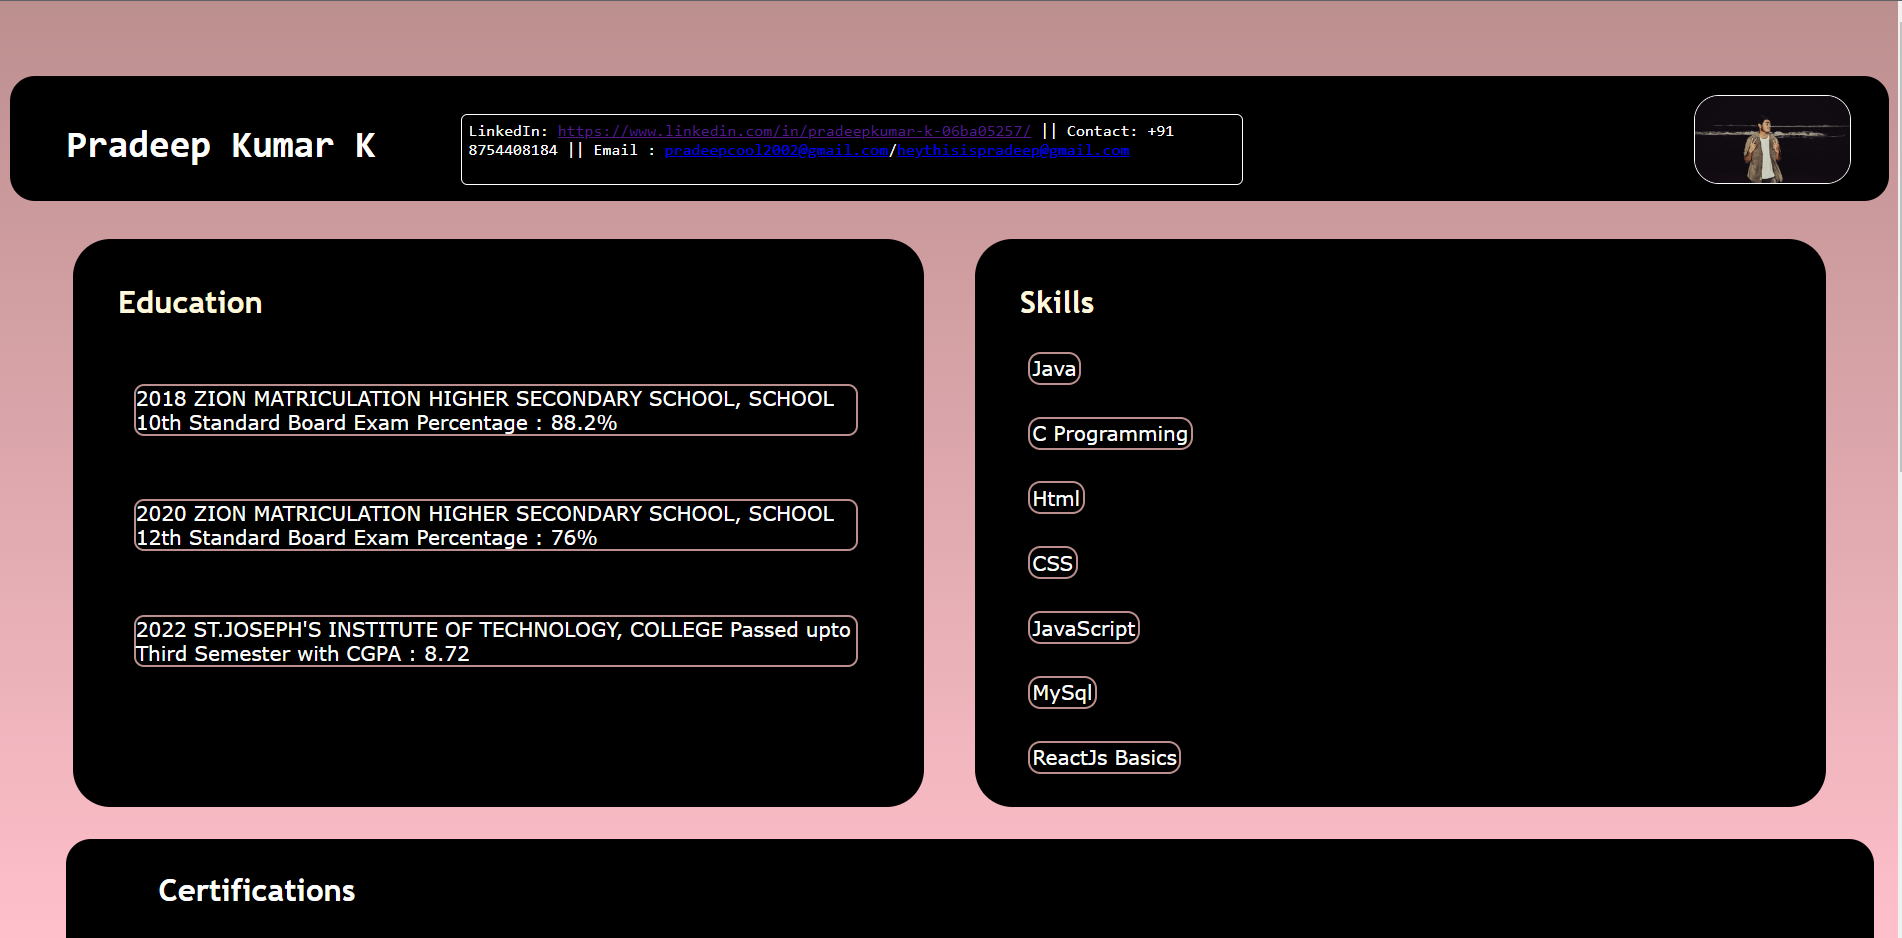 Pradeep Kumar K
LinkedIn: https://www.linkedin.com/in/pradeepkumar-k-06ba05257/ || Contact: +91
8754408184 || Email : pradeepcool2002@gmail.com/heythisispradeep@gmail.com
Education
2018 ZION MATRICULATION HIGHER SECONDARY SCHOOL, SCHOOL
10th Standard Board Exam Percentage : 88.2%
2020 ZION MATRICULATION HIGHER SECONDARY SCHOOL, SCHOOL
12th Standard Board Exam Percentage : 76%
2022 ST.JOSEPH'S INSTITUTE OF TECHNOLOGY, COLLEGE Passed upto
Third Semester with CGPA : 8.72
Skills
Java
C Programming
Html
CSS
JavaScript
MySql
ReactJs Basics
Certifications